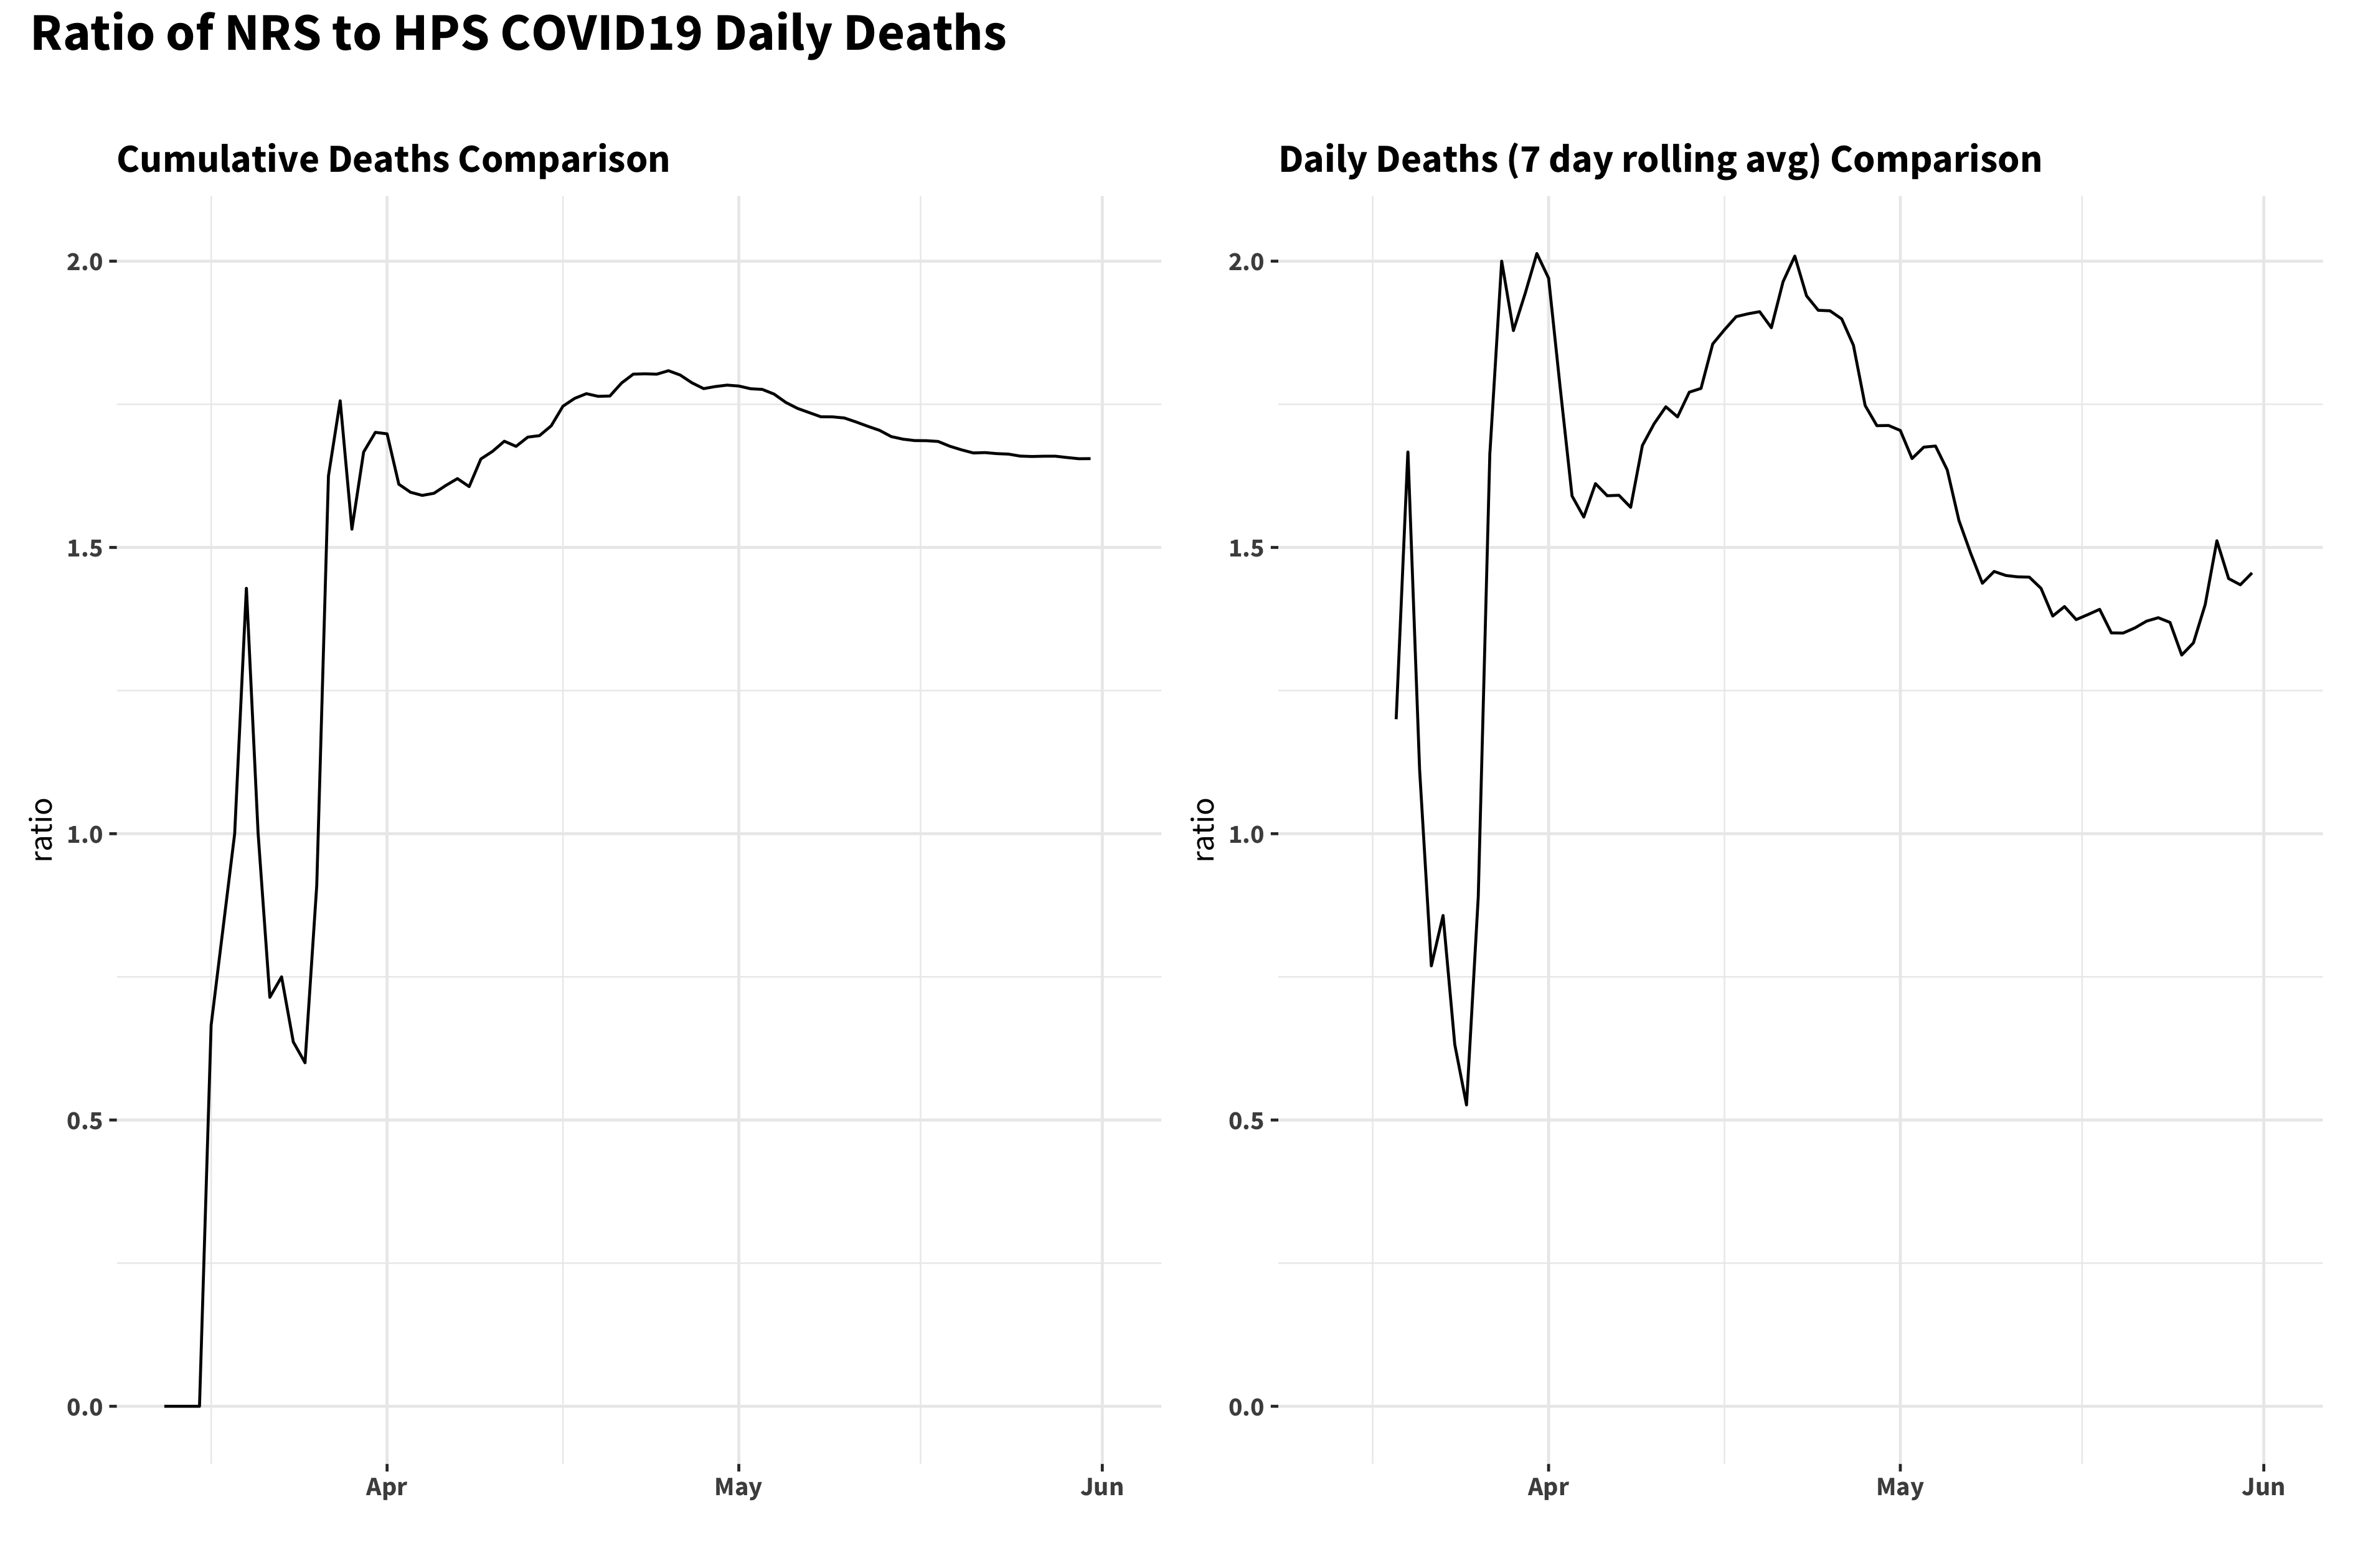 Ratio of NRS to HPS COVID19 Daily Deaths
Cumulative Deaths Comparison
2.0
1.5
1.0
0.5
0.0
ratio
Apr May Jun
Daily Deaths (7 day rolling avg) Comparison
2.0
1.5
1.0
0.5
0.0
ratio
Apr May Jun